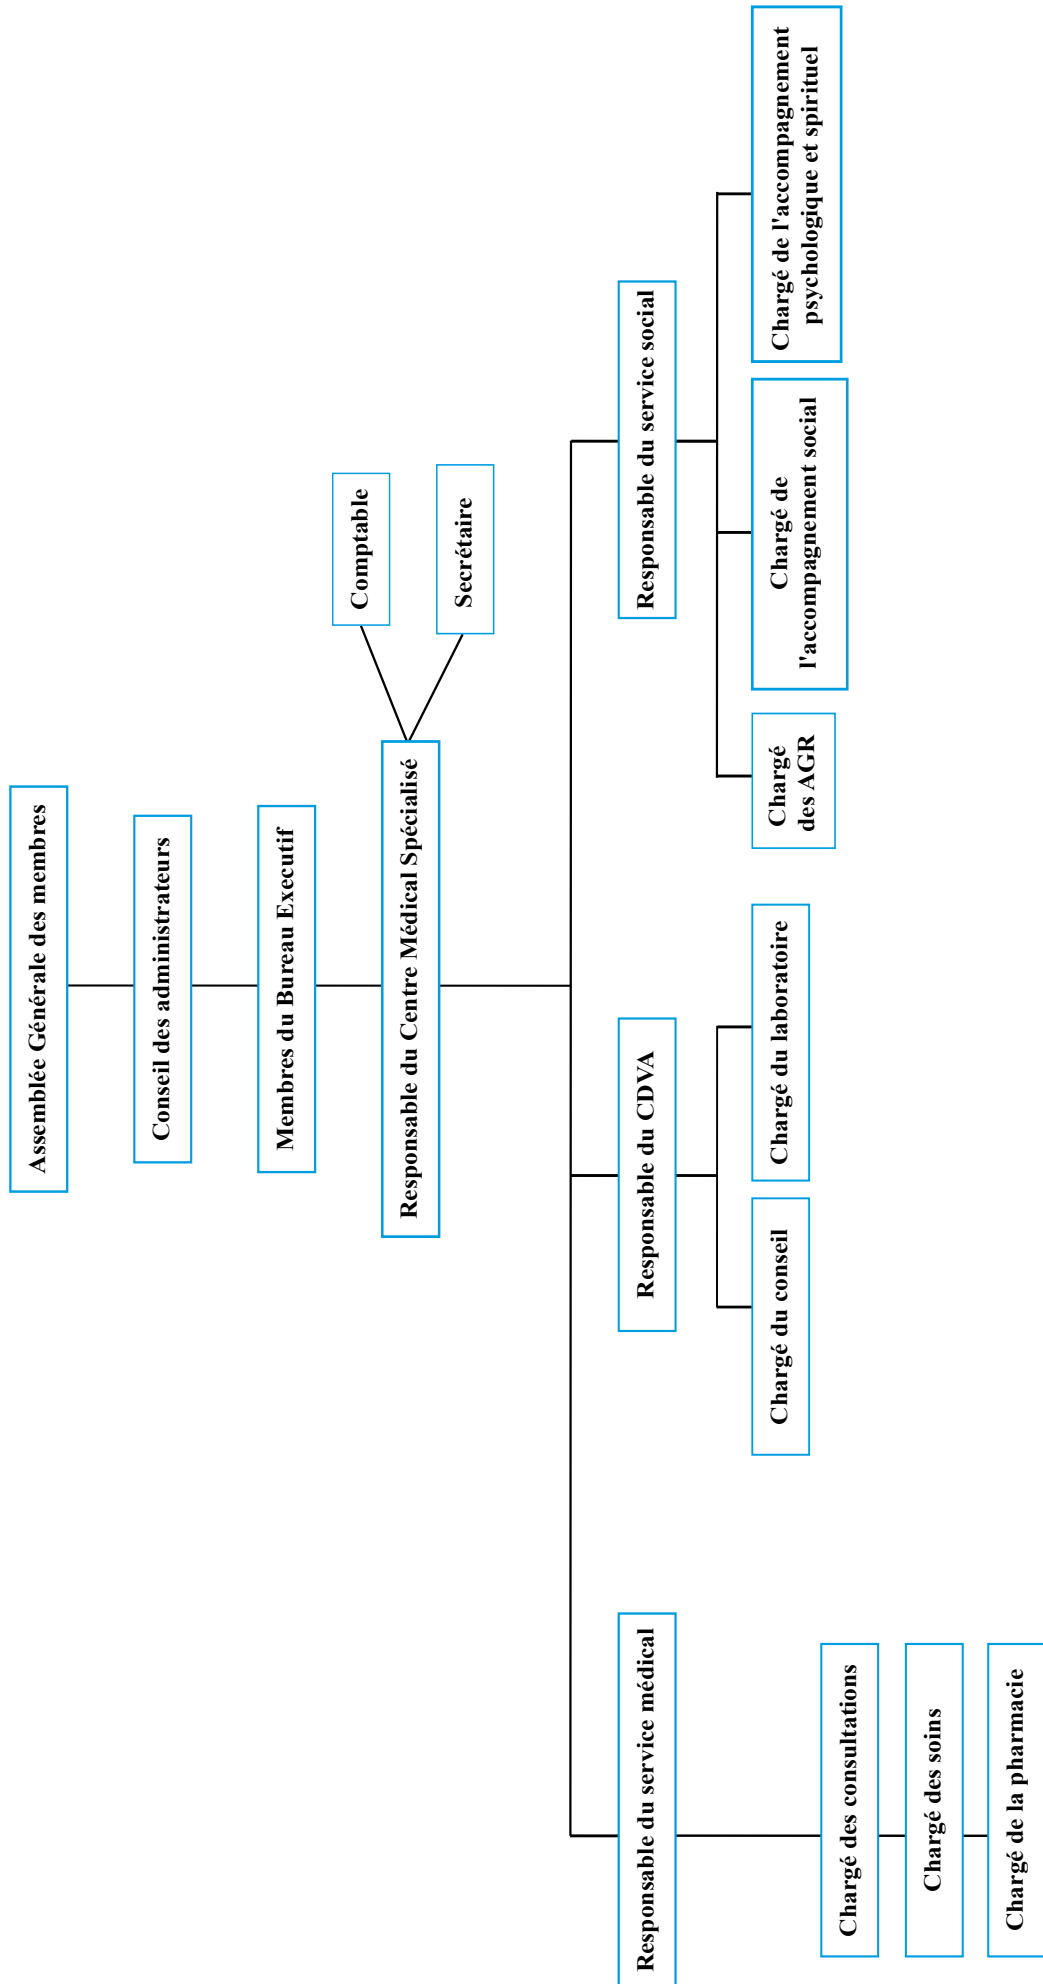 Assemblée Générale des membres
Conseil des administrateurs
Membres du Bureau Executif
Comptable
Responsable du Centre Médical Spécialisé
Secrétaire
Responsable du service médical
Responsable du CDVA
Responsable du service social
Chargé des consultations
Chargé des soins
Chargé de la pharmacie
Chargé du conseil
Chargé du laboratoire
Chargé
des AGR
Chargé de
l'accompagnement social
Chargé de l'accompagnement
psychologique et spirituel